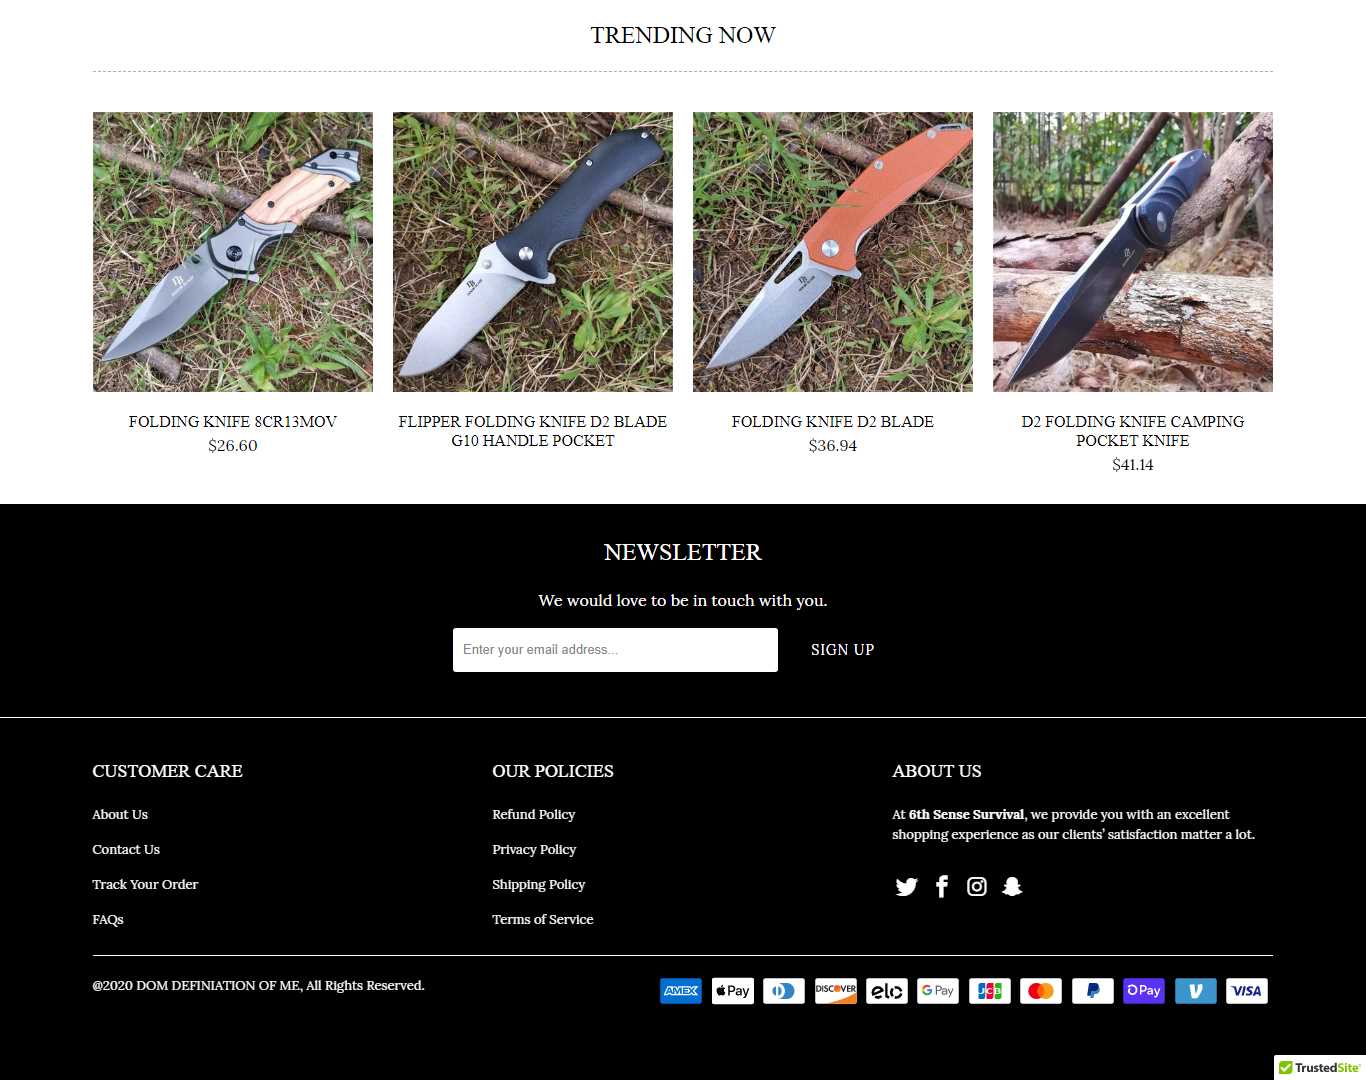 TRENDING NOW
FOLDING KNIFE 8CR13MOV
$26.60
FLIPPER FOLDING KNIFE D2 BLADE
G10 HANDLE POCKET
FOLDING KNIFE D2 BLADE
$36.94
D2 FOLDING KNIFE CAMPING
POCKET KNIFE
$41.14
NEWSLETTER
We would love to be in touch with you.
Enter your email address...
SIGN UP
CUSTOMER CARE
About Us
Contact Us
Track Your Order
FAQs
OUR POLICIES
Refund Policy
Privacy Policy
Shipping Policy
Terms of Service
ABOUT US
At 6th Sense Survival, we provide you with an excellent
shopping experience as our clients' satisfaction matter a lot.
@2020 DOM DEFINIATION OF ME, All Rights Reserved.
AMEX
Pay
DISCOVER
elo
G Pay
JCB
Pay
VISA
TrustedSite